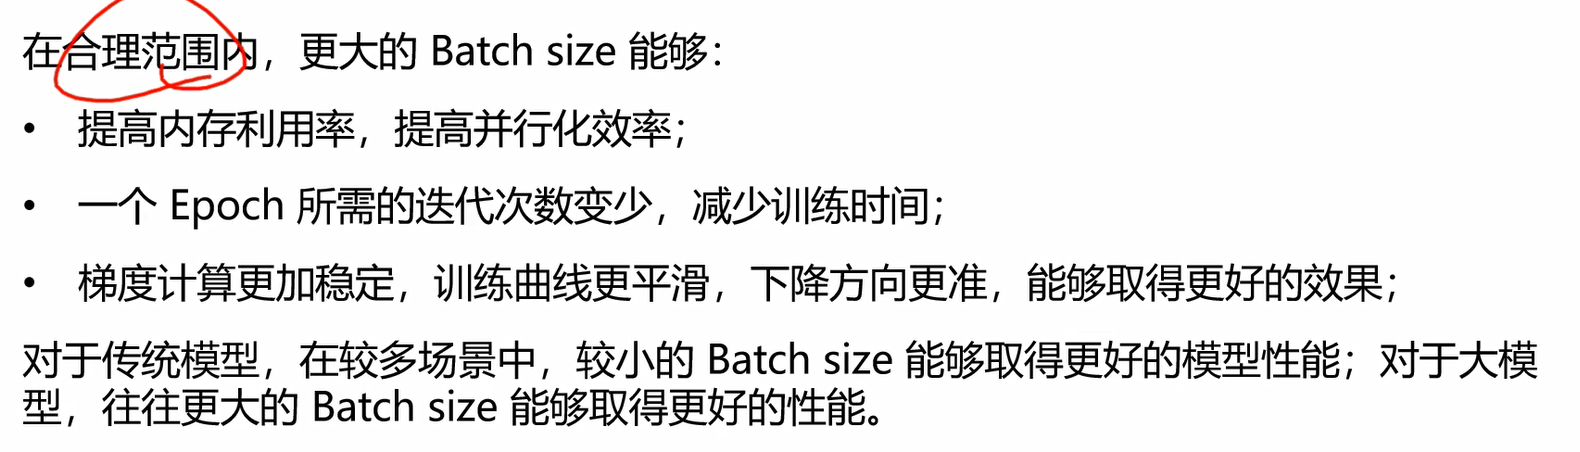 在合理范围内，更大的 Batch size 能够：
• 提高内存利用率，提高并行化效率；
• 一个 Epoch 所需的迭代次数变少，减少训练时间；
• 梯度计算更加稳定，训练曲线更平滑，下降方向更准，能够取得更好的效果；
对于传统模型，在较多场景中，较小的 Batch size 能够取得更好的模型性能；对于大模
型，往往更大的 Batch size 能够取得更好的性能。